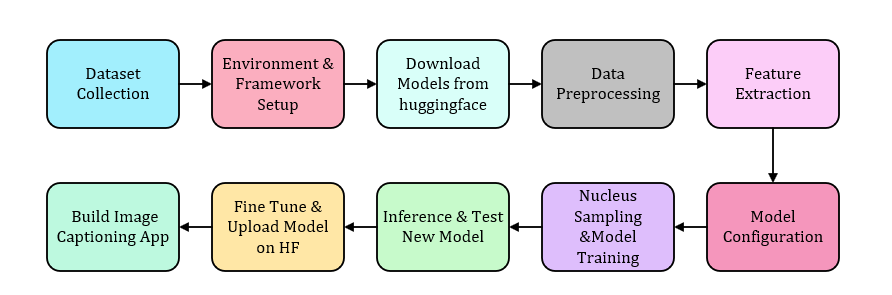 Dataset
Collection
Environment &
Framework
Setup
Download
Models from
huggingface
Data
Preprocessing
Feature
Extraction
Model
Configuration
Nucleus
Sampling
&Model
Training
Inference & Test
New Model
Fine Tune &
Upload Model
on HF
Build Image
Captioning App